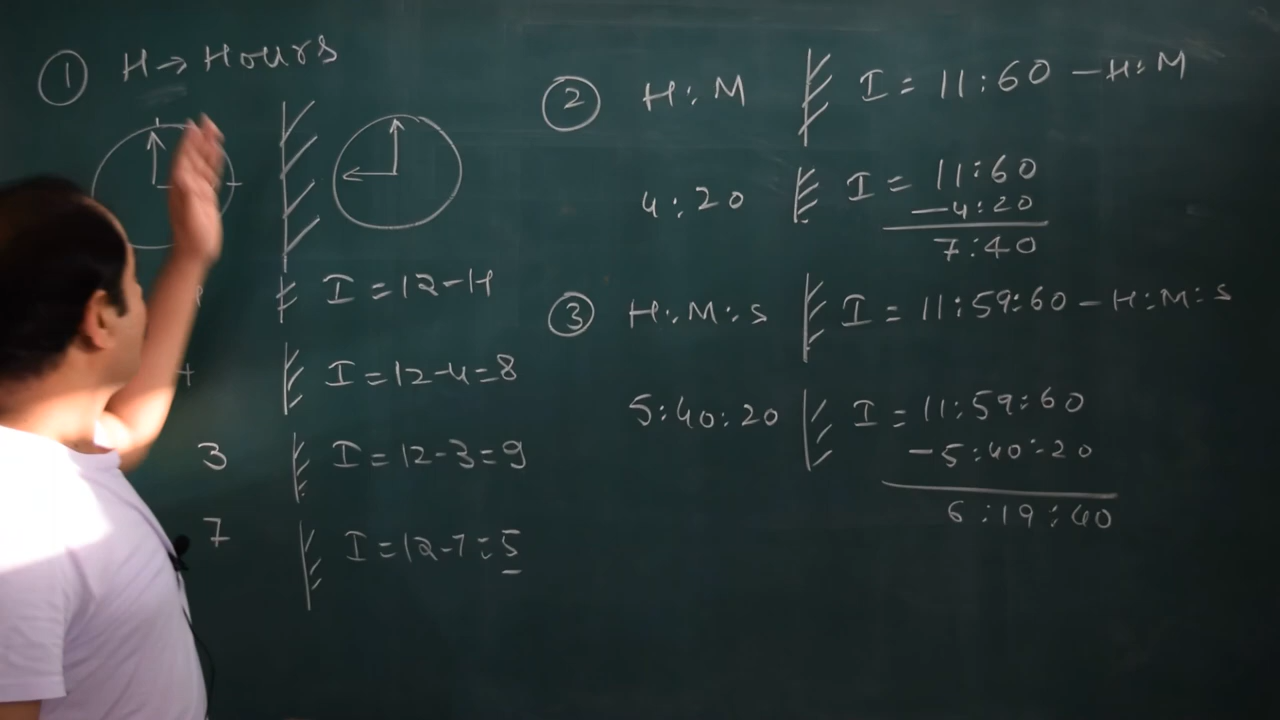 ① H → Hours
I = 12 - H
I = 12 - 4 = 8
3 I = 12 - 3 = 9
7 I = 12 - 7 = 5
② H : M I = 11 : 60 - H : M
4 : 20 I = 11 : 60
- 4 : 20
7 : 40
③ H : M : S I = 11 : 59 : 60 - H : M : S
5 : 40 : 20 I = 11 : 59 : 60
- 5 : 40 : 20
6 : 19 : 40